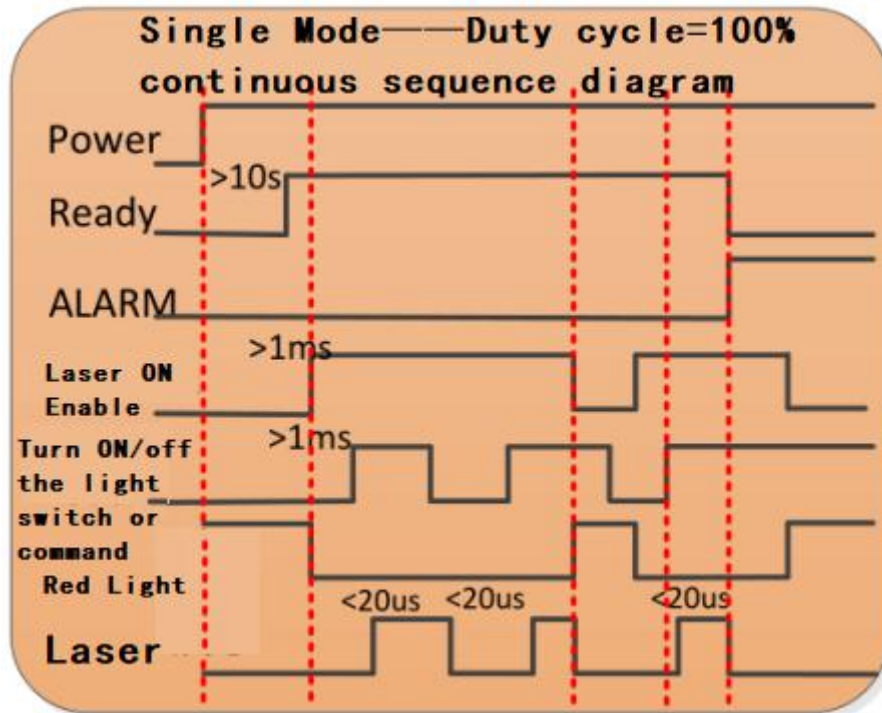 Single Mode——Duty cycle=100%
continuous sequence diagram
Power
>10s
Ready
ALARM
>1ms
Laser ON
Enable
>1ms
Turn ON/off
the light
switch or
command
Red Light
<20us
<20us
<20us
Laser